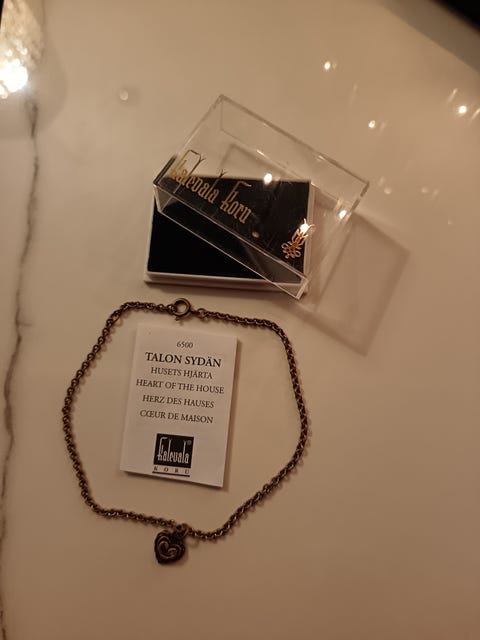 Kalevala Koru
6500
TALON SYDÄN
HUSETS HJÄRTA
HEART OF THE HOUSE
HERZ DES HAUSES
CŒUR DE MAISON
Kalevala®
KORU